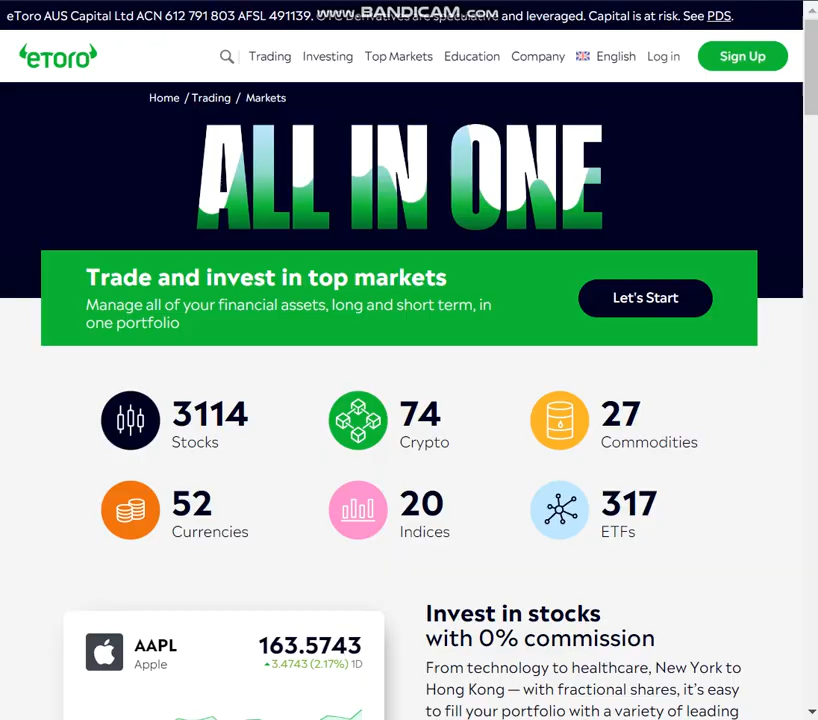 eToro AUS Capital Ltd ACN 612 791 803 AFSL 491139. OTC Derivatives are speculative and leveraged. Capital is at risk. See PDS.
www.BANDICAM.com
eToro
Trading Investing Top Markets Education Company English Log in Sign Up
Home / Trading / Markets
ALL IN ONE
Trade and invest in top markets
Manage all of your financial assets, long and short term, in
one portfolio
Let's Start
3114
Stocks
74
Crypto
27
Commodities
52
Currencies
20
Indices
317
ETFs
AAPL
Apple
163.5743
3.4743 (2.17%) 1D
Invest in stocks
with 0% commission
From technology to healthcare, New York to
Hong Kong — with fractional shares, it's easy
to fill your portfolio with a variety of leading